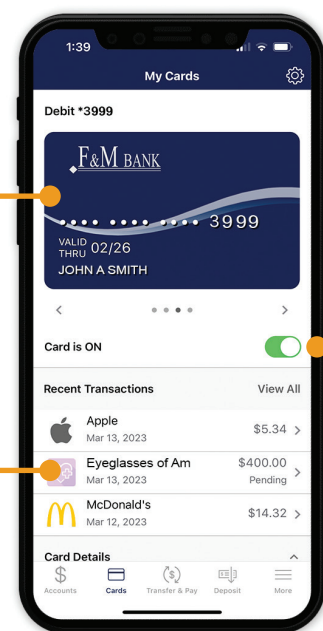 1:39
My Cards
Debit *3999
F&M BANK
•••• •••• •••• 3999
VALID THRU 02/26
JOHN A SMITH
Card is ON
Recent Transactions View All
Apple $5.34
Mar 13, 2023
Eyeglasses of Am $400.00
Mar 13, 2023 Pending
McDonald's $14.32
Mar 12, 2023
Card Details
Accounts Cards Transfer & Pay Deposit More